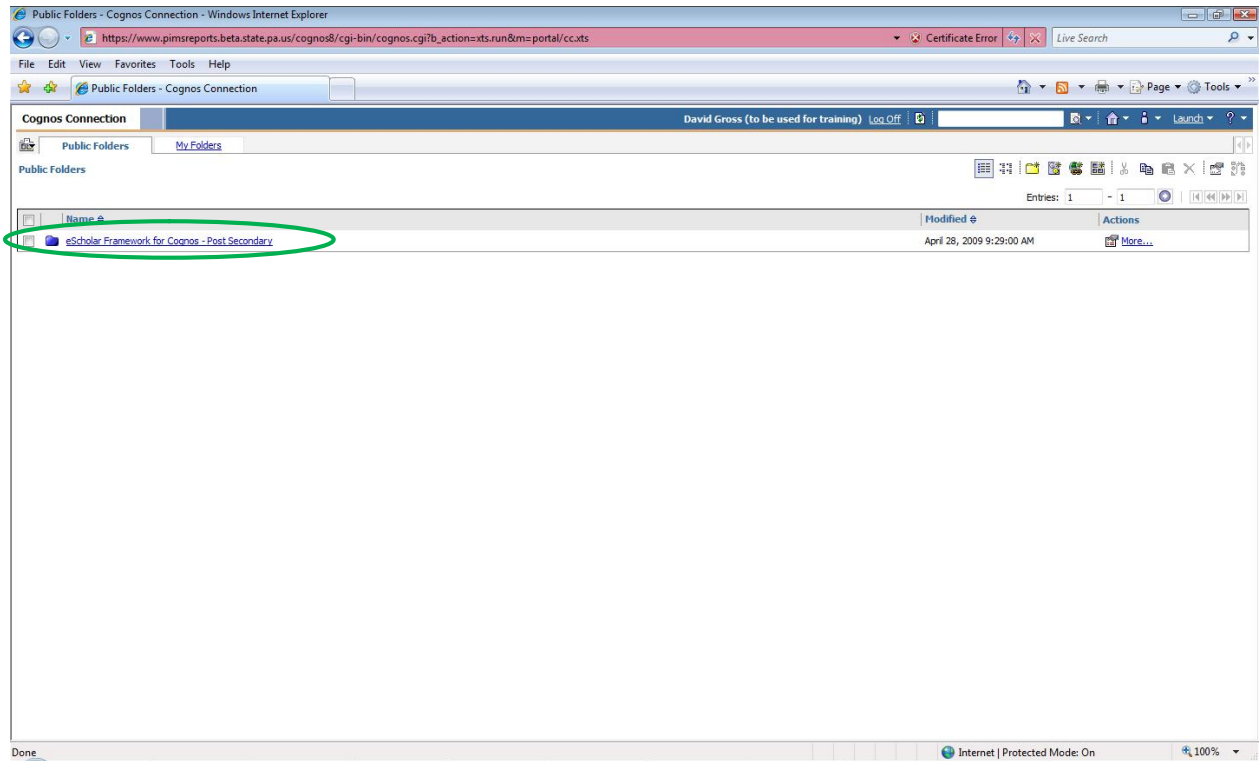 Public Folders - Cognos Connection - Windows Internet Explorer
https://www.pimsreports.beta.state.pa.us/cognos8/cgi-bin/cognos.cgi?b_action=xts.run&m=portal/cc.xts Certificate Error Live Search
File Edit View Favorites Tools Help
Public Folders - Cognos Connection Page Tools
Cognos Connection David Gross (to be used for training) Log Off Launch ?
Public Folders My Folders
Public Folders
Entries: 1 - 1
Name Modified Actions
eScholar Framework for Cognos - Post Secondary April 28, 2009 9:29:00 AM More...
Done Internet | Protected Mode: On 100%